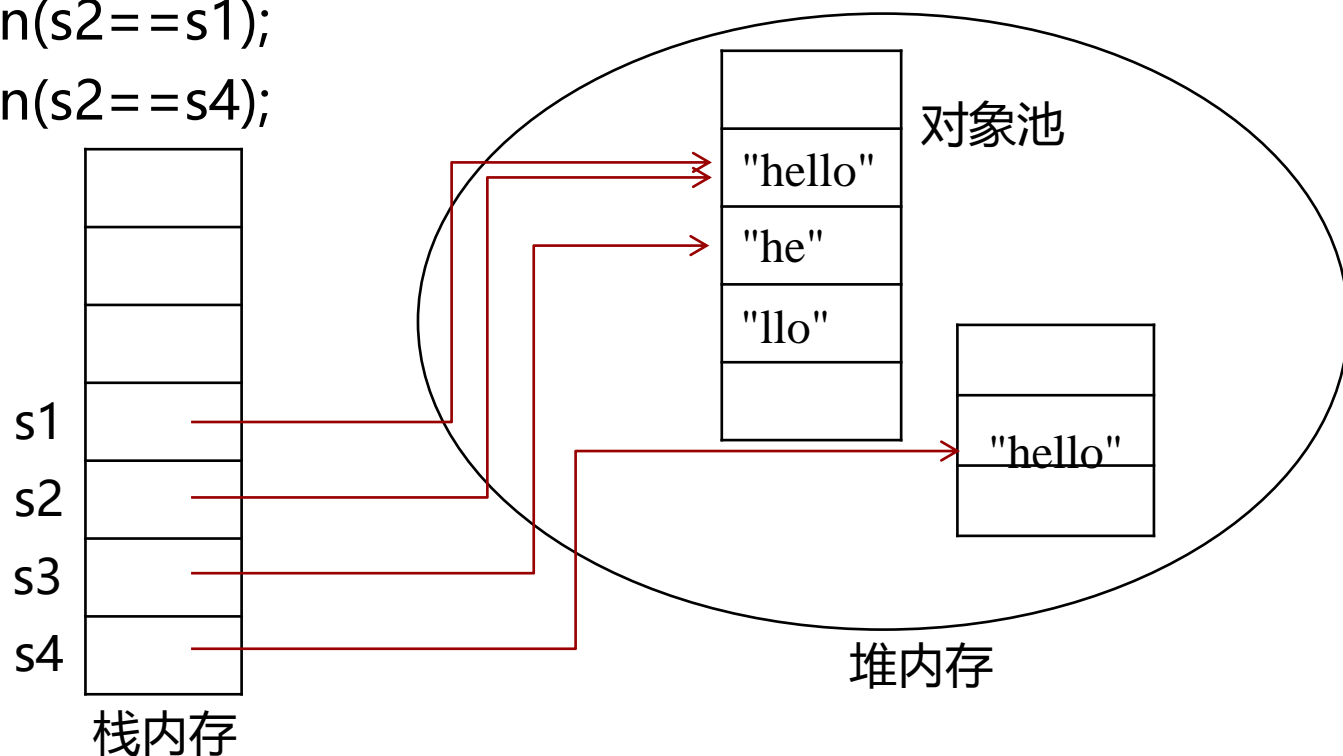 n(s2==s1);
n(s2==s4);
对象池
"hello"
"he"
"llo"
"hello"
s1
s2
s3
s4
堆内存
栈内存